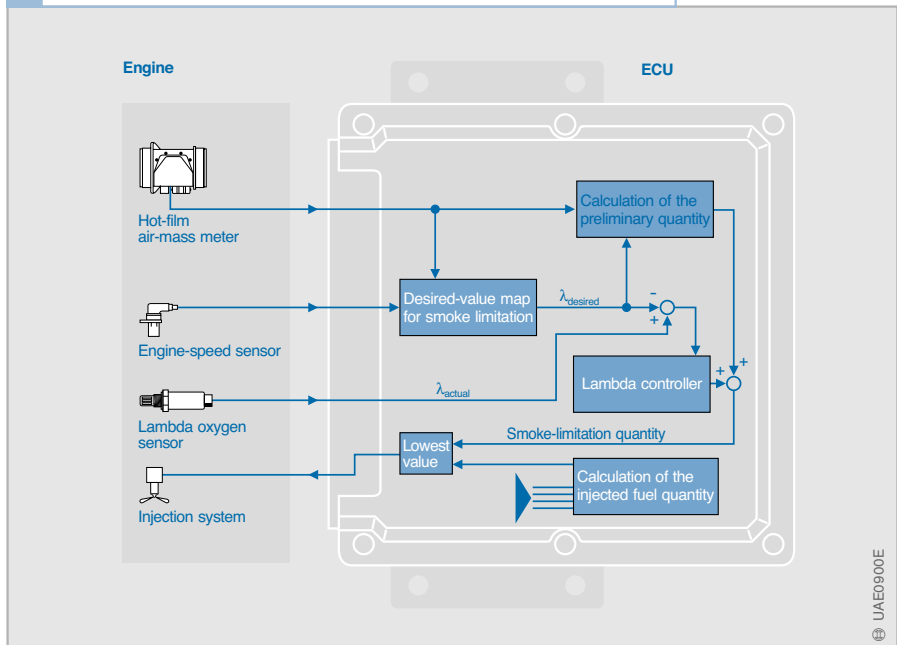 Engine
ECU
Hot-film
air-mass meter
Calculation of the
preliminary quantity
Desired-value map
for smoke limitation
λdesired
-
+
Engine-speed sensor
Lambda controller
+
+
λactual
Lambda oxygen
sensor
Smoke-limitation quantity
Lowest
value
Calculation of the
injected fuel quantity
Injection system
UAE0900E